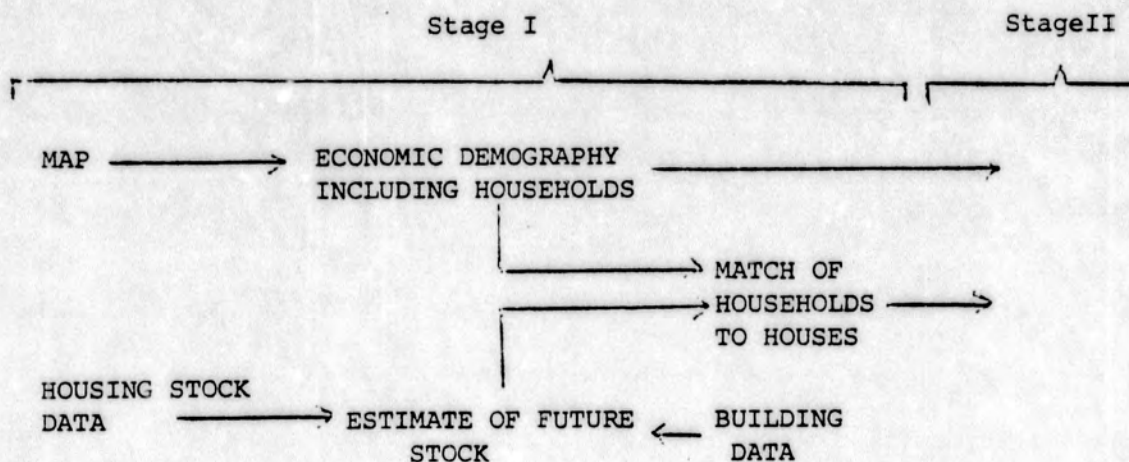 Stage I
StageII
MAP
ECONOMIC DEMOGRAPHY
INCLUDING HOUSEHOLDS
MATCH OF
HOUSEHOLDS
TO HOUSES
HOUSING STOCK
DATA
ESTIMATE OF FUTURE
STOCK
BUILDING
DATA